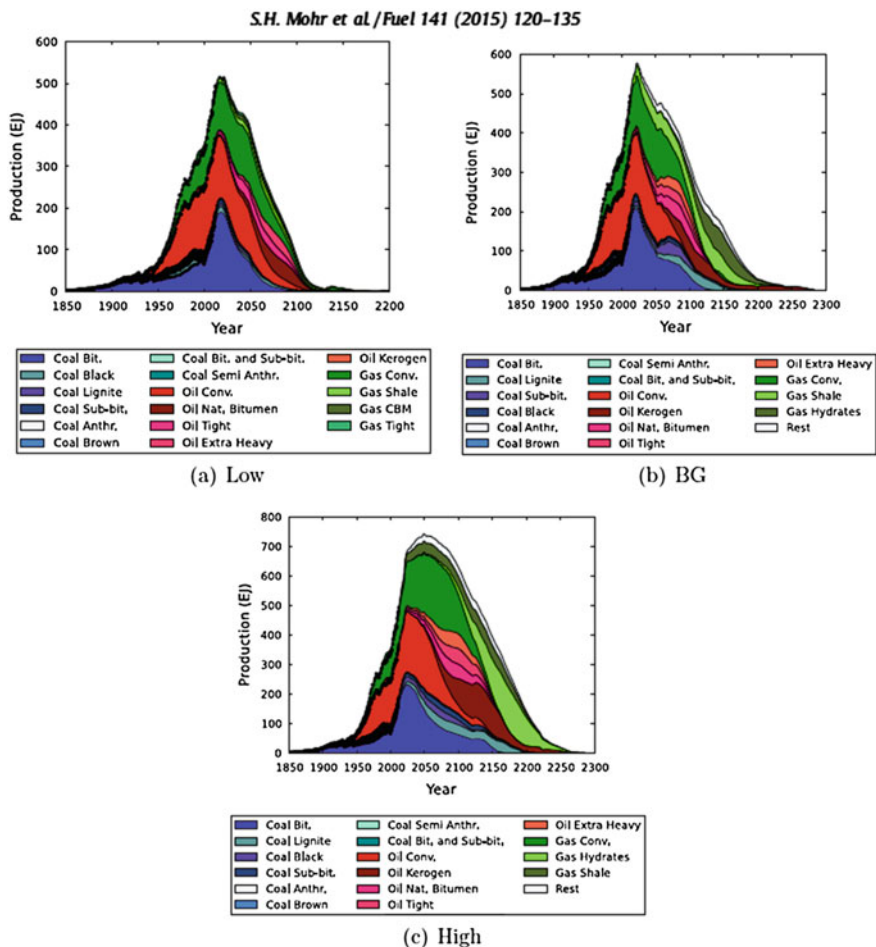 S.H. Mohr et al./Fuel 141 (2015) 120–135
600
500
400
300
200
100
0
Production (EJ)
1850 1900 1950 2000 2050 2100 2150 2200
Year
Coal Bit.
Coal Black
Coal Lignite
Coal Sub-bit.
Coal Anthr.
Coal Brown
Coal Bit. and Sub-bit.
Coal Semi Anthr.
Oil Conv.
Oil Nat. Bitumen
Oil Tight
Oil Extra Heavy
Oil Kerogen
Gas Conv.
Gas Shale
Gas CBM
Gas Tight
(a) Low
600
500
400
300
200
100
0
Production (EJ)
1850 1900 1950 2000 2050 2100 2150 2200 2250 2300
Year
Coal Bit.
Coal Lignite
Coal Sub-bit.
Coal Black
Coal Anthr.
Coal Brown
Coal Semi Anthr.
Coal Bit. and Sub-bit.
Oil Conv.
Oil Kerogen
Oil Nat. Bitumen
Oil Tight
Oil Extra Heavy
Gas Conv.
Gas Shale
Gas Hydrates
Rest
(b) BG
800
700
600
500
400
300
200
100
0
Production (EJ)
1850 1900 1950 2000 2050 2100 2150 2200 2250 2300
Year
Coal Bit.
Coal Lignite
Coal Black
Coal Sub-bit.
Coal Anthr.
Coal Brown
Coal Semi Anthr.
Coal Bit. and Sub-bit.
Oil Conv.
Oil Kerogen
Oil Nat. Bitumen
Oil Tight
Oil Extra Heavy
Gas Conv.
Gas Hydrates
Gas Shale
Rest
(c) High